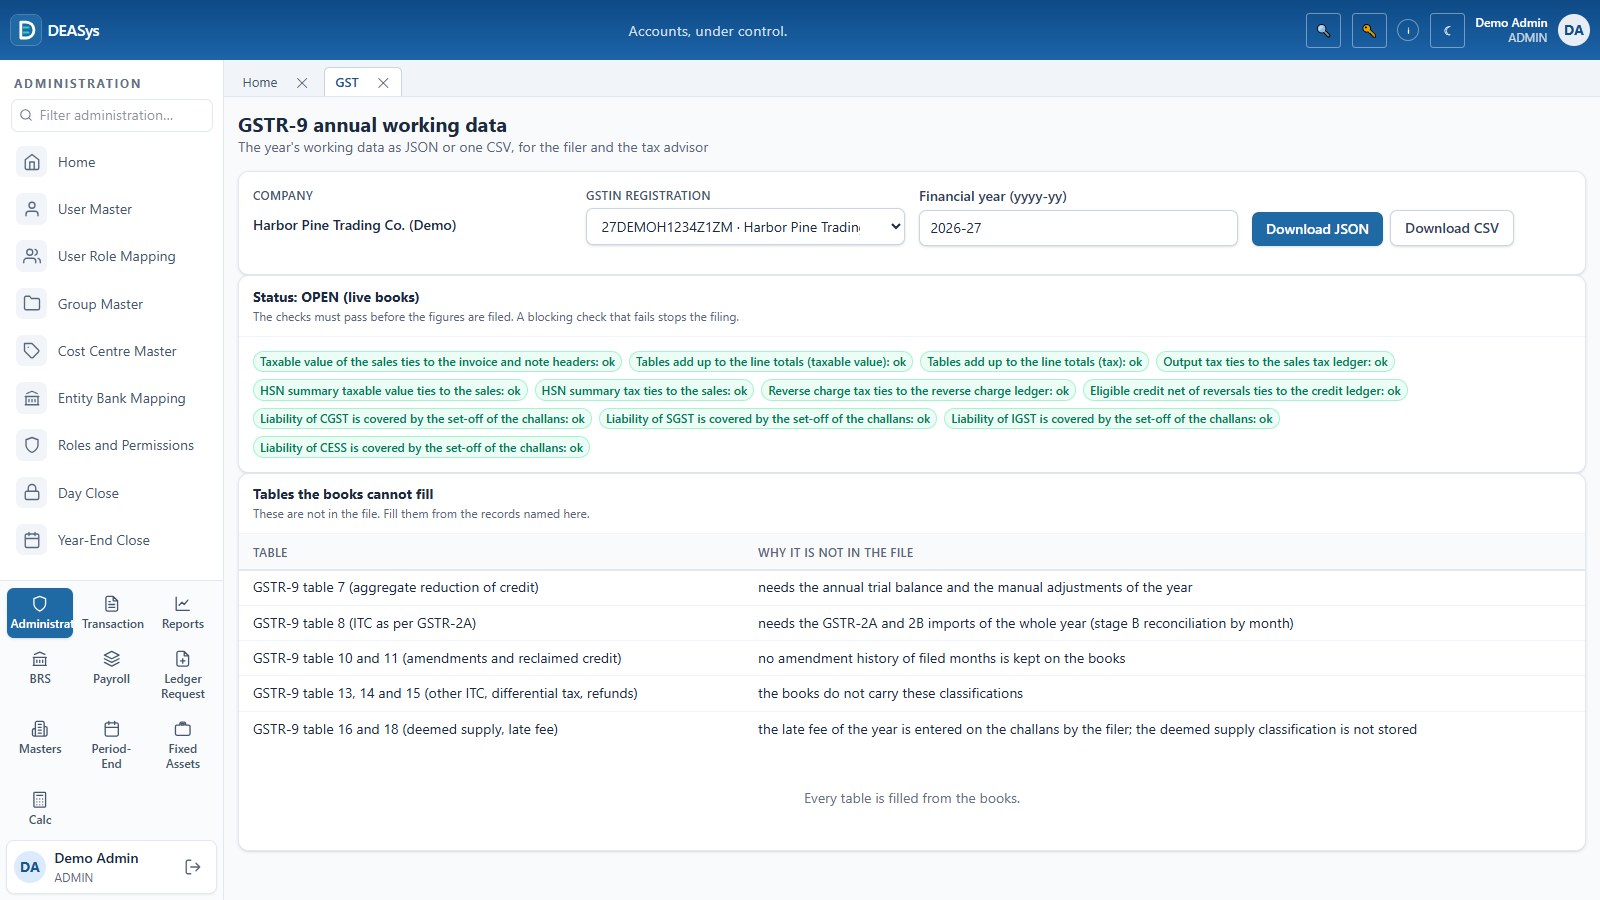 DEASys
Accounts, under control.
Demo Admin
ADMIN
DA
ADMINISTRATION
Filter administration...
Home
User Master
User Role Mapping
Group Master
Cost Centre Master
Entity Bank Mapping
Roles and Permissions
Day Close
Year-End Close
Administrat
Transaction
Reports
BRS
Payroll
Ledger Request
Masters
Period-End
Fixed Assets
Calc
DA
Demo Admin
ADMIN
Home
GST
GSTR-9 annual working data
The year's working data as JSON or one CSV, for the filer and the tax advisor
COMPANY
Harbor Pine Trading Co. (Demo)
GSTIN REGISTRATION
27DEMOH1234Z1ZM · Harbor Pine Tradin
Financial year (yyyy-yy)
2026-27
Download JSON
Download CSV
Status: OPEN (live books)
The checks must pass before the figures are filed. A blocking check that fails stops the filing.
Taxable value of the sales ties to the invoice and note headers: ok
Tables add up to the line totals (taxable value): ok
Tables add up to the line totals (tax): ok
Output tax ties to the sales tax ledger: ok
HSN summary taxable value ties to the sales: ok
HSN summary tax ties to the sales: ok
Reverse charge tax ties to the reverse charge ledger: ok
Eligible credit net of reversals ties to the credit ledger: ok
Liability of CGST is covered by the set-off of the challans: ok
Liability of SGST is covered by the set-off of the challans: ok
Liability of IGST is covered by the set-off of the challans: ok
Liability of CESS is covered by the set-off of the challans: ok
Tables the books cannot fill
These are not in the file. Fill them from the records named here.
TABLE
WHY IT IS NOT IN THE FILE
GSTR-9 table 7 (aggregate reduction of credit)
needs the annual trial balance and the manual adjustments of the year
GSTR-9 table 8 (ITC as per GSTR-2A)
needs the GSTR-2A and 2B imports of the whole year (stage B reconciliation by month)
GSTR-9 table 10 and 11 (amendments and reclaimed credit)
no amendment history of filed months is kept on the books
GSTR-9 table 13, 14 and 15 (other ITC, differential tax, refunds)
the books do not carry these classifications
GSTR-9 table 16 and 18 (deemed supply, late fee)
the late fee of the year is entered on the challans by the filer; the deemed supply classification is not stored
Every table is filled from the books.